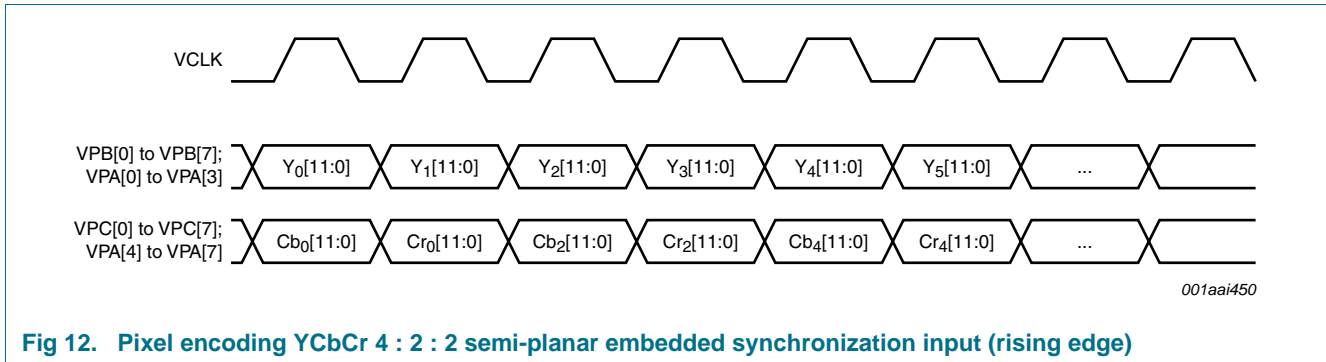 VCLK
VPB[0] to VPB[7];
VPA[0] to VPA[3]
Y0[11:0] Y1[11:0] Y2[11:0] Y3[11:0] Y4[11:0] Y5[11:0] ...
VPC[0] to VPC[7];
VPA[4] to VPA[7]
Cb0[11:0] Cr0[11:0] Cb2[11:0] Cr2[11:0] Cb4[11:0] Cr4[11:0] ...
001aai450
Fig 12. Pixel encoding YCbCr 4 : 2 : 2 semi-planar embedded synchronization input (rising edge)